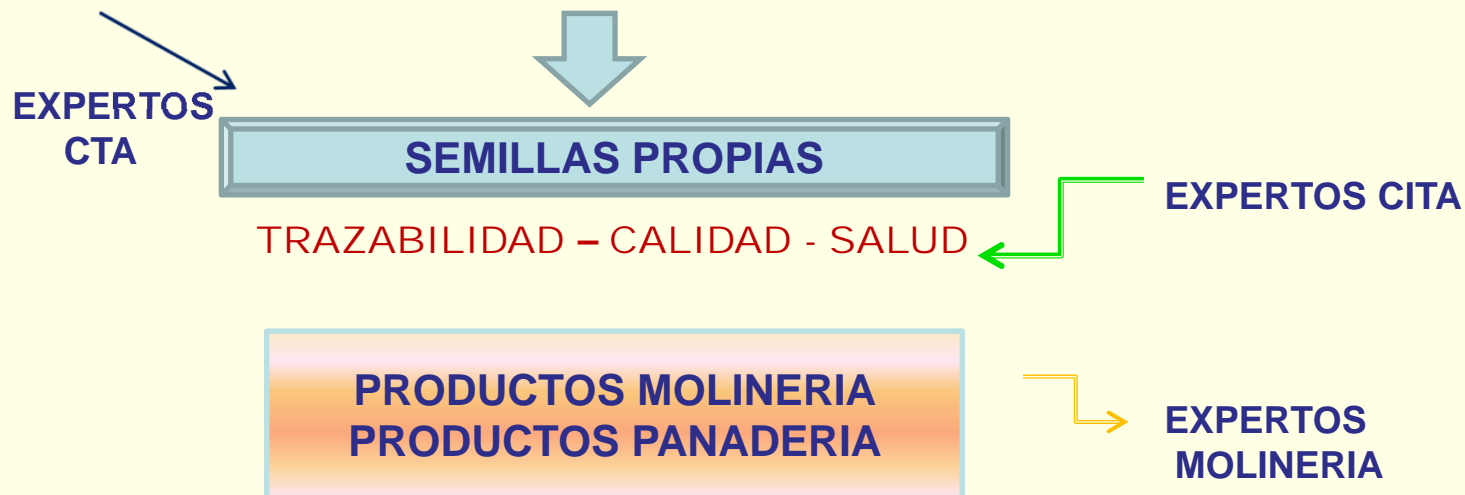 EXPERTOS
CTA
SEMILLAS PROPIAS
EXPERTOS CITA
TRAZABILIDAD – CALIDAD - SALUD
PRODUCTOS MOLINERIA
PRODUCTOS PANADERIA
EXPERTOS
MOLINERIA